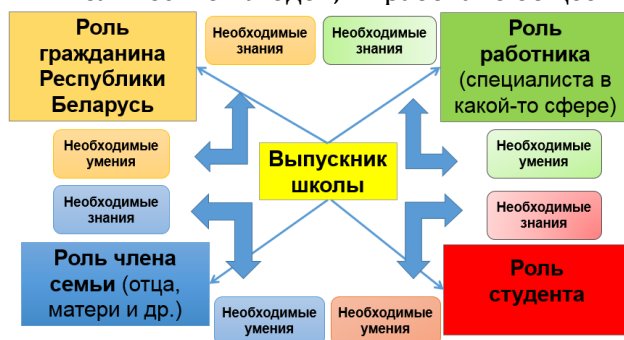 Роль
гражданина
Республики
Беларусь
Необходимые
знания
Необходимые
знания
Роль
работника
(специалиста в
какой-то сфере)
Необходимые
умения
Выпускник
школы
Необходимые
умения
Необходимые
знания
Необходимые
знания
Роль члена
семьи (отца,
матери и др.)
Необходимые
умения
Необходимые
умения
Роль
студента